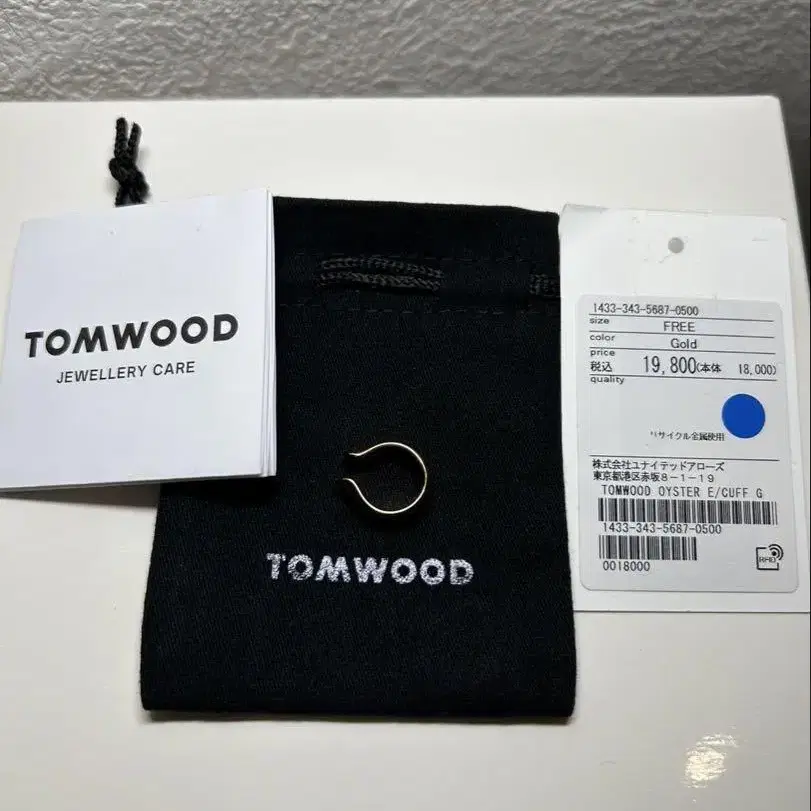 TOMWOOD
JEWELLERY CARE
TOMWOOD
1433-343-5687-0500
size FREE
color Gold
price
税込 19,800(本体 18,000)
quality
*リサイクル金属使用
株式会社ユナイテッドアローズ
東京都港区赤坂8-1-19
TOMWOOD OYSTER E/CUFF G
1433-343-5687-0500
0018000
RFID